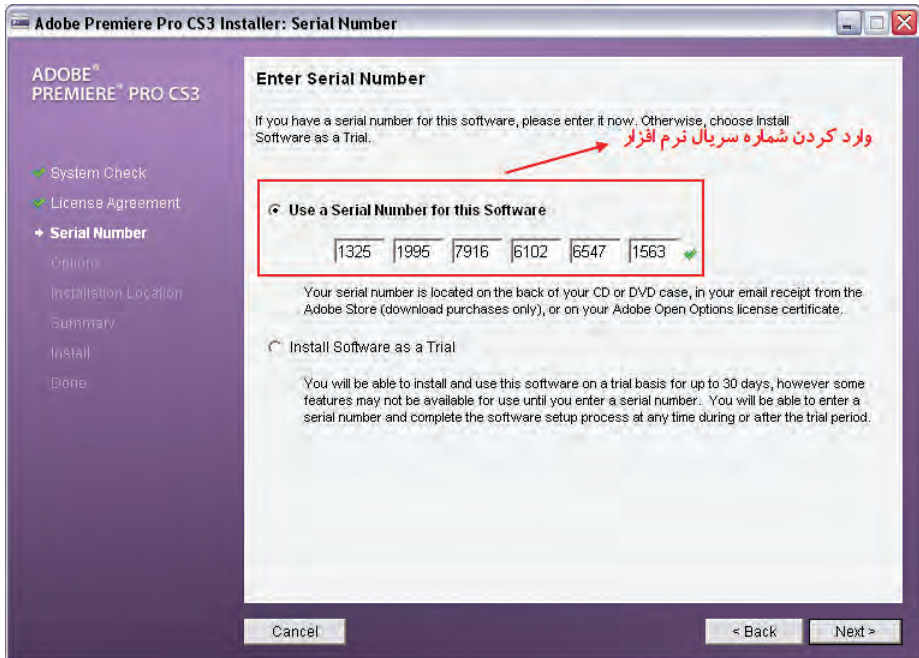 Adobe Premiere Pro CS3 Installer: Serial Number
ADOBE®
PREMIERE® PRO CS3
System Check
License Agreement
Serial Number
Options
Installation Location
Summary
Install
Done
Enter Serial Number
If you have a serial number for this software, please enter it now. Otherwise, choose Install
Software as a Trial.
وارد کردن شماره سریال نرم افزار
Use a Serial Number for this Software
1325 1995 7916 6102 6547 1563
Your serial number is located on the back of your CD or DVD case, in your email receipt from the
Adobe Store (download purchases only), or on your Adobe Open Options license certificate.
Install Software as a Trial
You will be able to install and use this software on a trial basis for up to 30 days, however some
features may not be available for use until you enter a serial number. You will be able to enter a
serial number and complete the software setup process at any time during or after the trial period.
Cancel
< Back
Next >